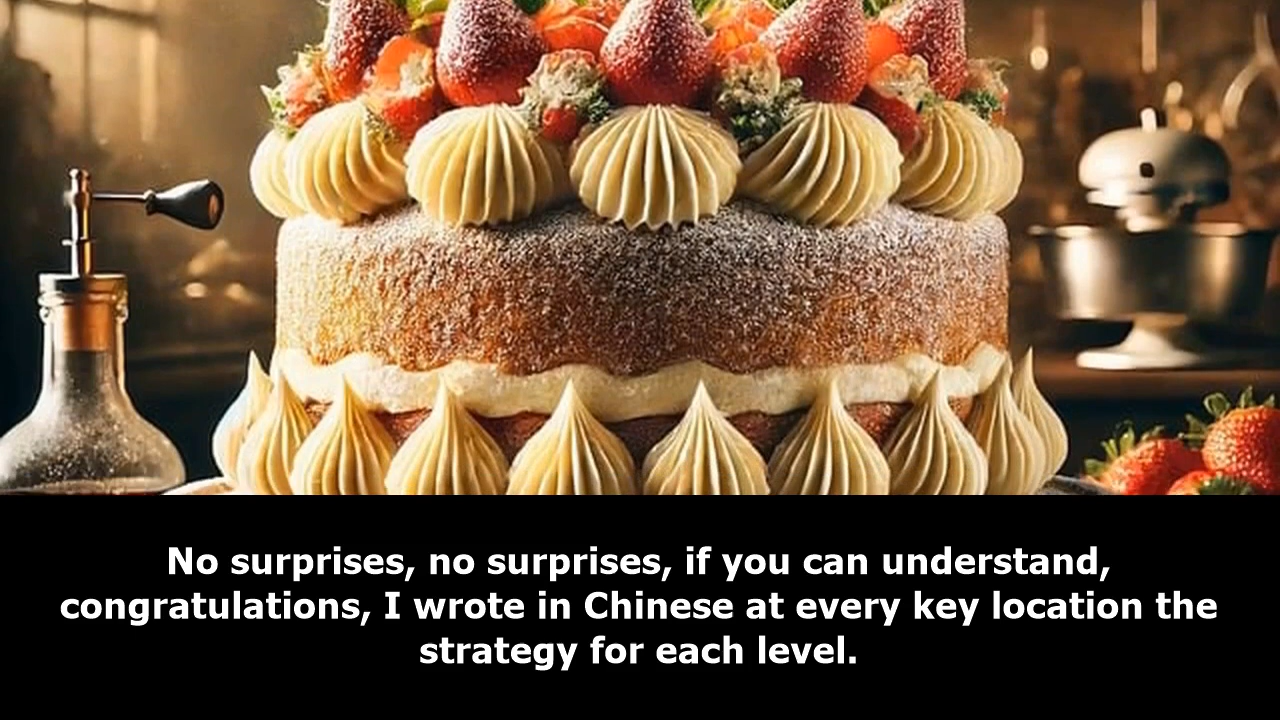 No surprises, no surprises, if you can understand,
congratulations, I wrote in Chinese at every key location the
strategy for each level.